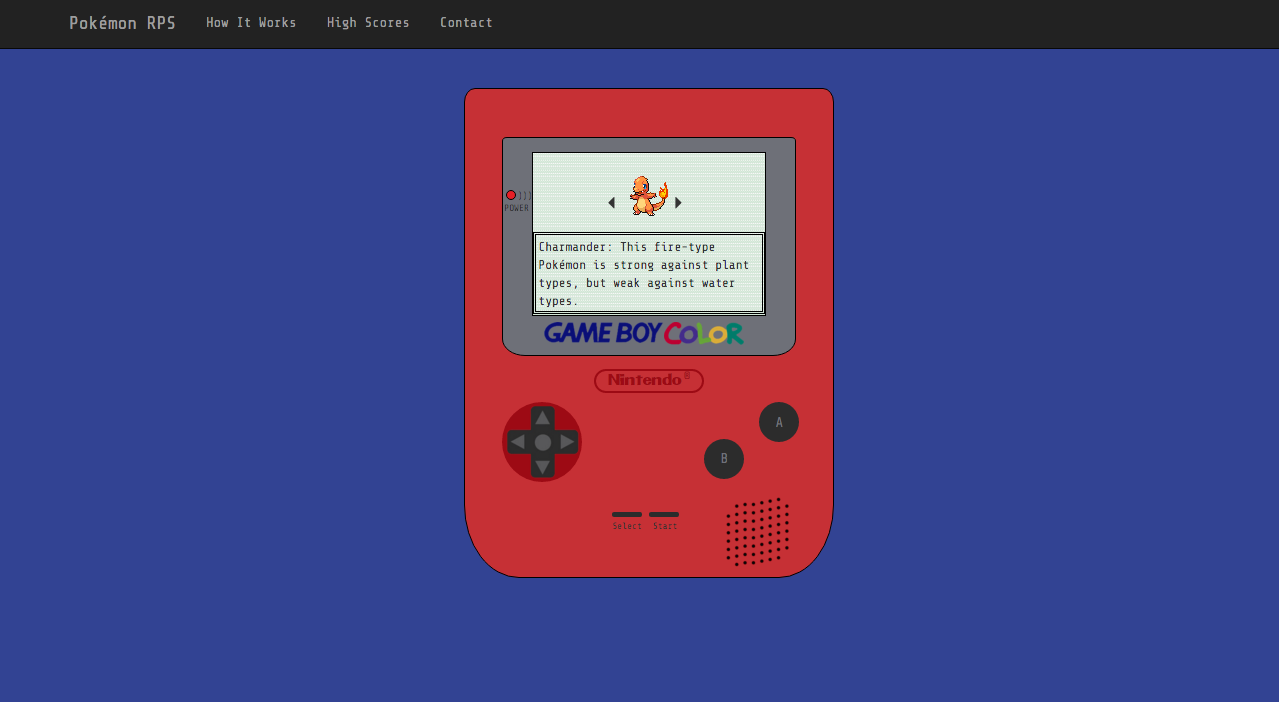 Pokémon RPS How It Works High Scores Contact
POWER
Charmander: This fire-type
Pokémon is strong against plant
types, but weak against water
types.
GAME BOY COLOR
Nintendo®
A
B
Select Start